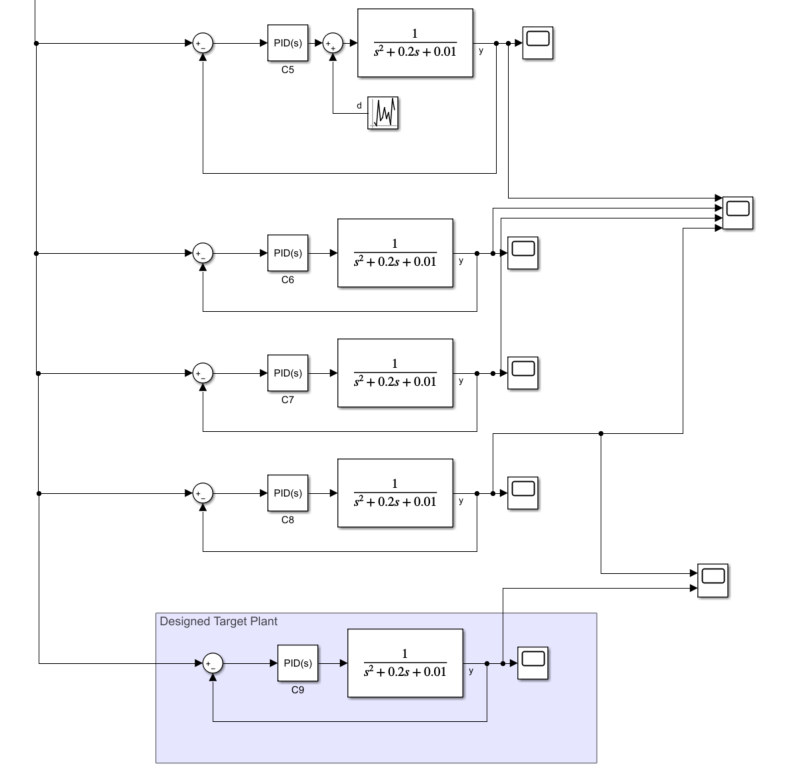 +
−
PID(s)
C5
+
+
1
s² + 0.2s + 0.01
y
d
+
−
PID(s)
C6
1
s² + 0.2s + 0.01
y
+
−
PID(s)
C7
1
s² + 0.2s + 0.01
y
+
−
PID(s)
C8
1
s² + 0.2s + 0.01
y
Designed Target Plant
+
−
PID(s)
C9
1
s² + 0.2s + 0.01
y